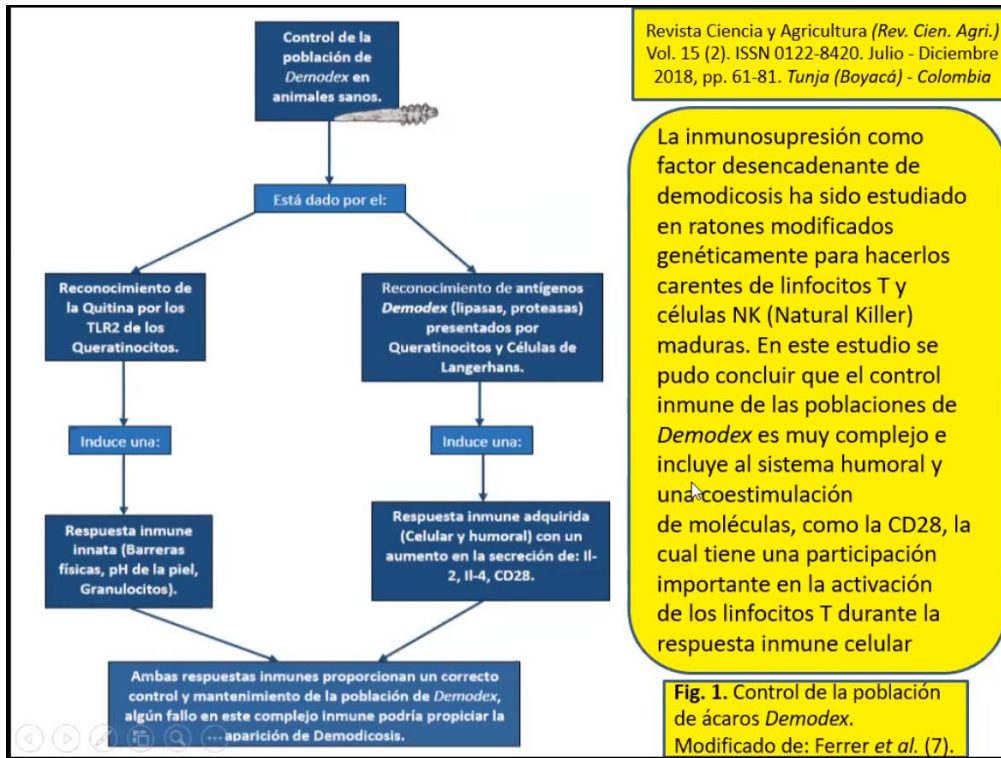 Control de la
población de
Demodex en
animales sanos.
Está dado por el:
Reconocimiento de
la Quitina por los
TLR2 de los
Queratinocitos.
Reconocimiento de antígenos
Demodex (lipasas, proteasas)
presentados por
Queratinocitos y Células de
Langerhans.
Induce una:
Induce una:
Respuesta inmune
innata (Barreras
físicas, pH de la piel,
Granulocitos).
Respuesta inmune adquirida
(Celular y humoral) con un
aumento en la secreción de: Il-
2, Il-4, CD28.
Ambas respuestas inmunes proporcionan un correcto
control y mantenimiento de la población de Demodex,
algún fallo en este complejo inmune podría propiciar la
aparición de Demodicosis.
Revista Ciencia y Agricultura (Rev. Cien. Agri.)
Vol. 15 (2). ISSN 0122-8420. Julio - Diciembre
2018, pp. 61-81. Tunja (Boyacá) - Colombia
La inmunosupresión como
factor desencadenante de
demodicosis ha sido estudiado
en ratones modificados
genéticamente para hacerlos
carentes de linfocitos T y
células NK (Natural Killer)
maduras. En este estudio se
pudo concluir que el control
inmune de las poblaciones de
Demodex es muy complejo e
incluye al sistema humoral y
una coestimulación
de moléculas, como la CD28, la
cual tiene una participación
importante en la activación
de los linfocitos T durante la
respuesta inmune celular
Fig. 1. Control de la población
de ácaros Demodex.
Modificado de: Ferrer et al. (7).